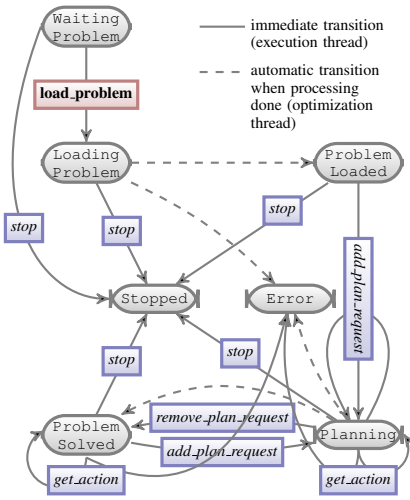 Waiting
Problem
immediate transition
(execution thread)
load_problem
automatic transition
when processing
done (optimization
thread)
Loading
Problem
Problem
Loaded
stop
stop
stop
add_plan_request
Stopped
Error
stop
stop
remove_plan_request
Problem
Solved
Planning
add_plan_request
get_action
get_action